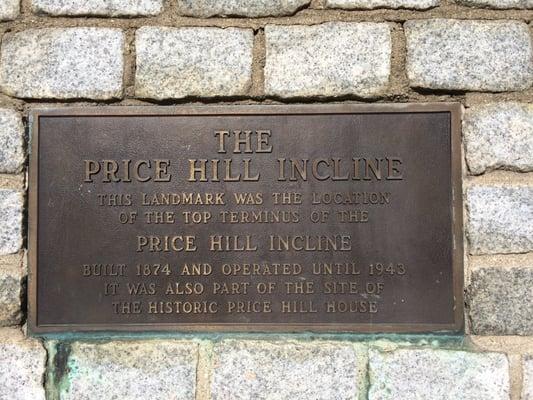 THE
PRICE HILL INCLINE
THIS LANDMARK WAS THE LOCATION
OF THE TOP TERMINUS OF THE
PRICE HILL INCLINE
BUILT 1874 AND OPERATED UNTIL 1943
IT WAS ALSO PART OF THE SITE OF
THE HISTORIC PRICE HILL HOUSE